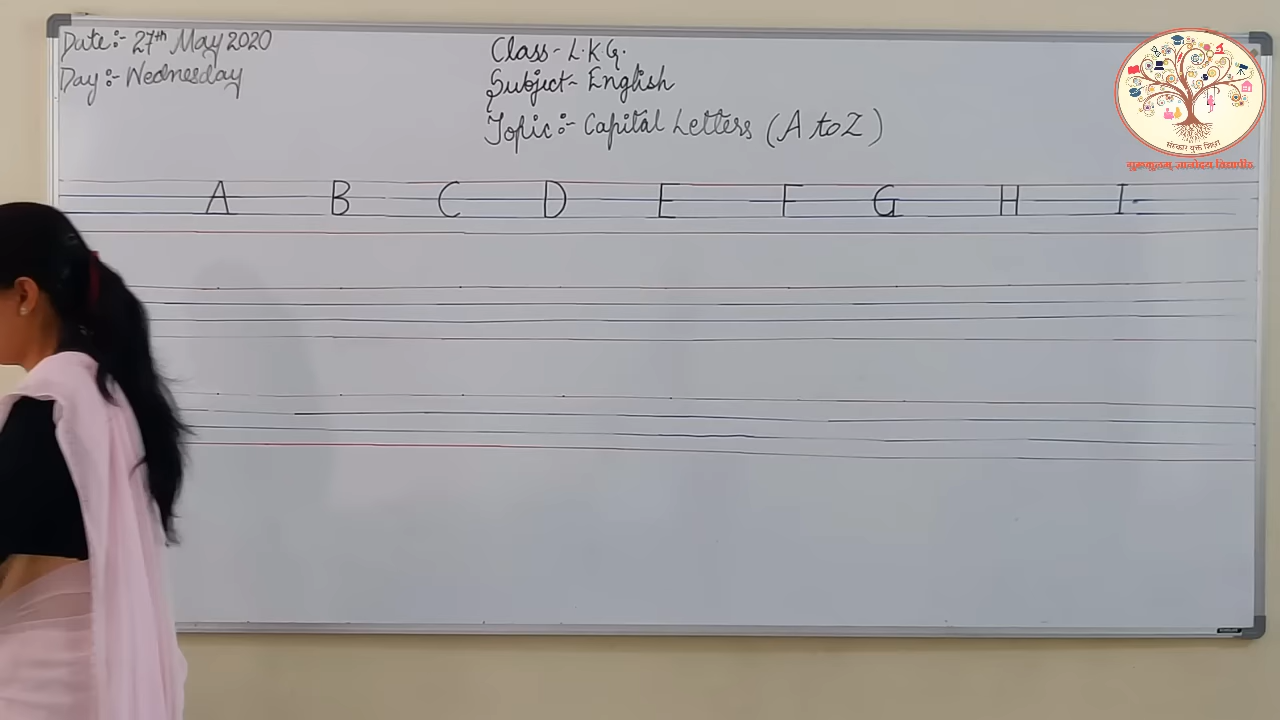 Date:- 27th May 2020
Day:- Wednesday
Class- L.K.G.
Subject- English
Topic:- Capital Letters (A to Z)
A B C D E F G H I
संस्कार युक्त शिक्षा